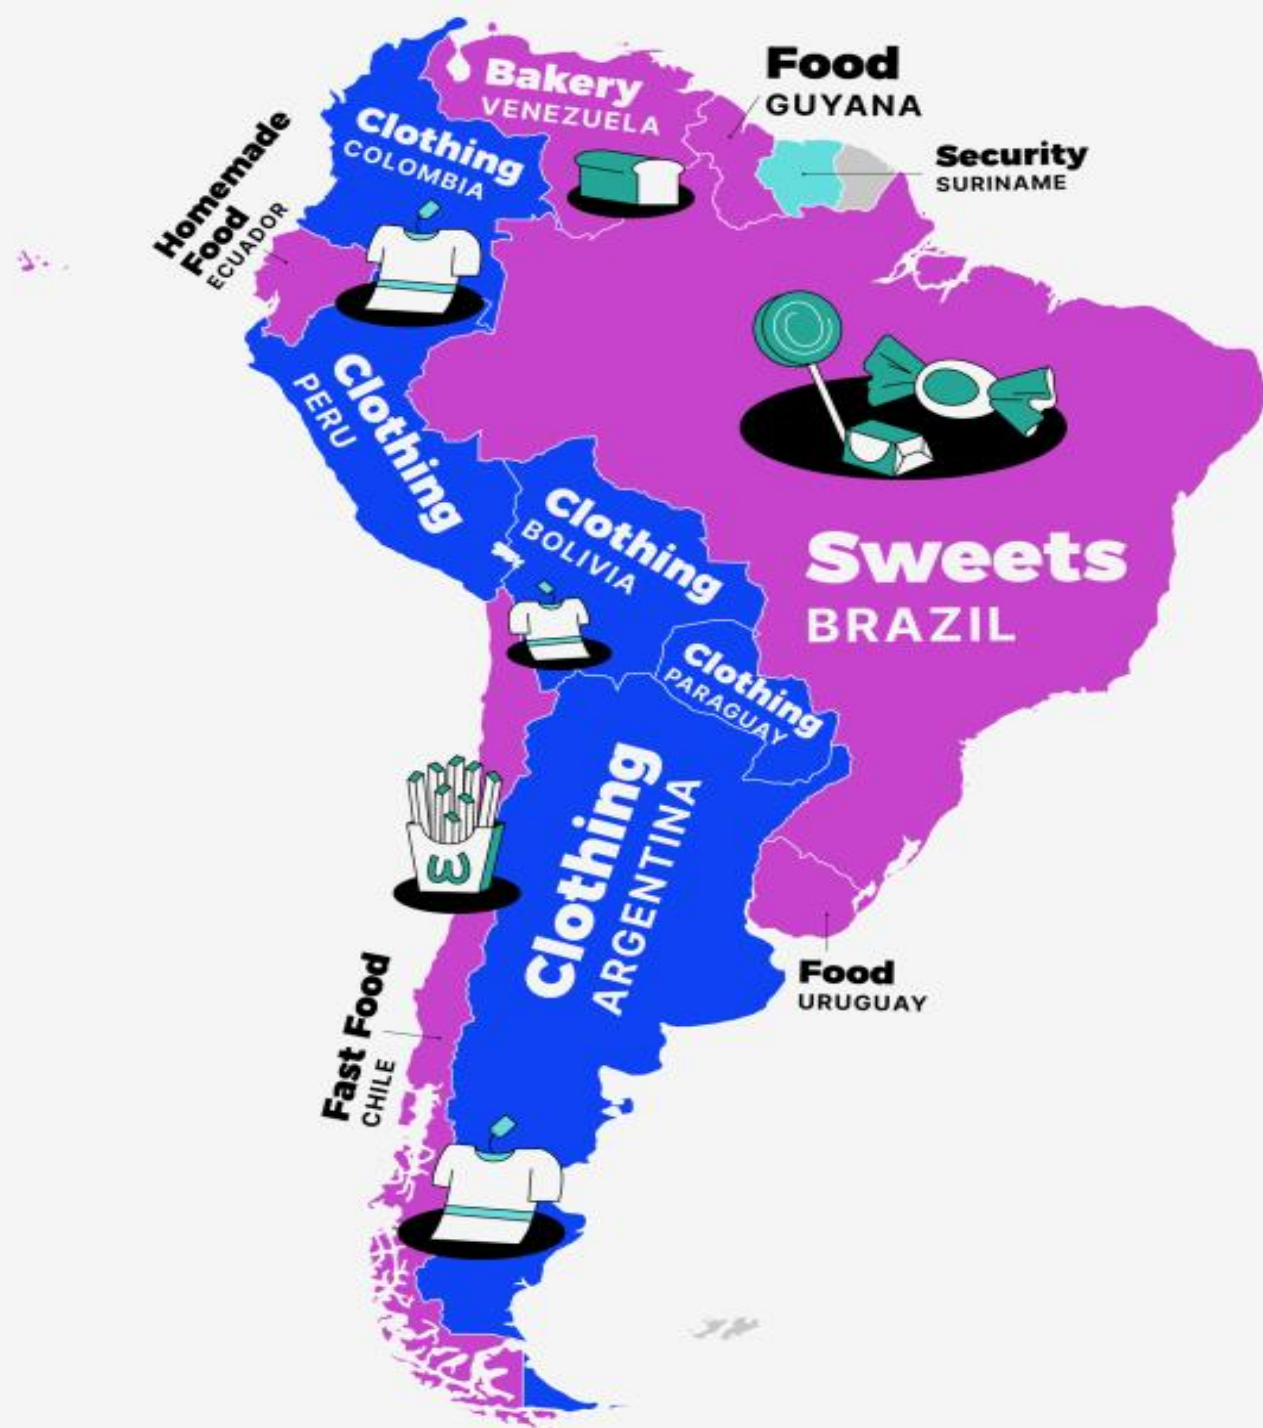 Food
GUYANA
Bakery
VENEZUELA
Clothing
COLOMBIA
Security
SURINAME
Homemade
Food
ECUADOR
Clothing
PERU
Clothing
BOLIVIA
Sweets
BRAZIL
Clothing
PARAGUAY
Clothing
ARGENTINA
Food
URUGUAY
Fast Food
CHILE